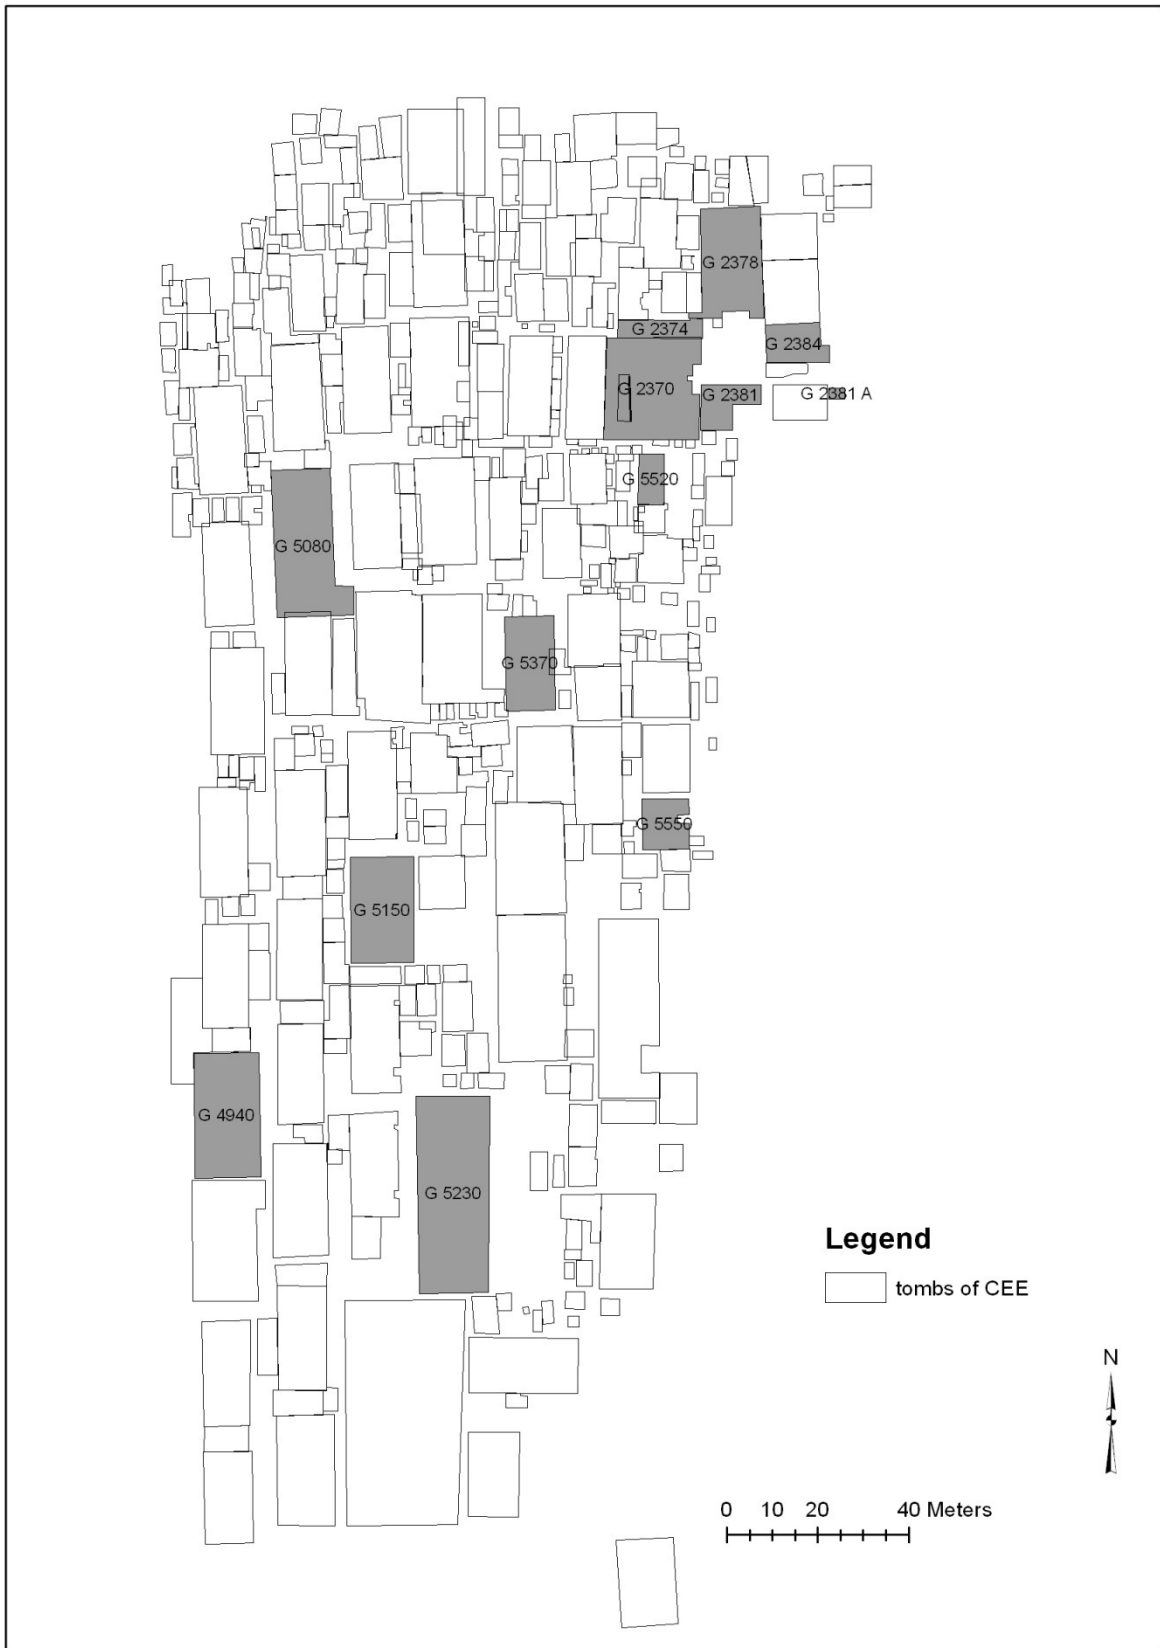 G 2378
G 2374
G 2384
G 2370
G 2381
G 2381 A
G 5520
G 5080
G 5370
G 5550
G 5150
G 4940
G 5230
Legend
tombs of CEE
N
0 10 20 40 Meters